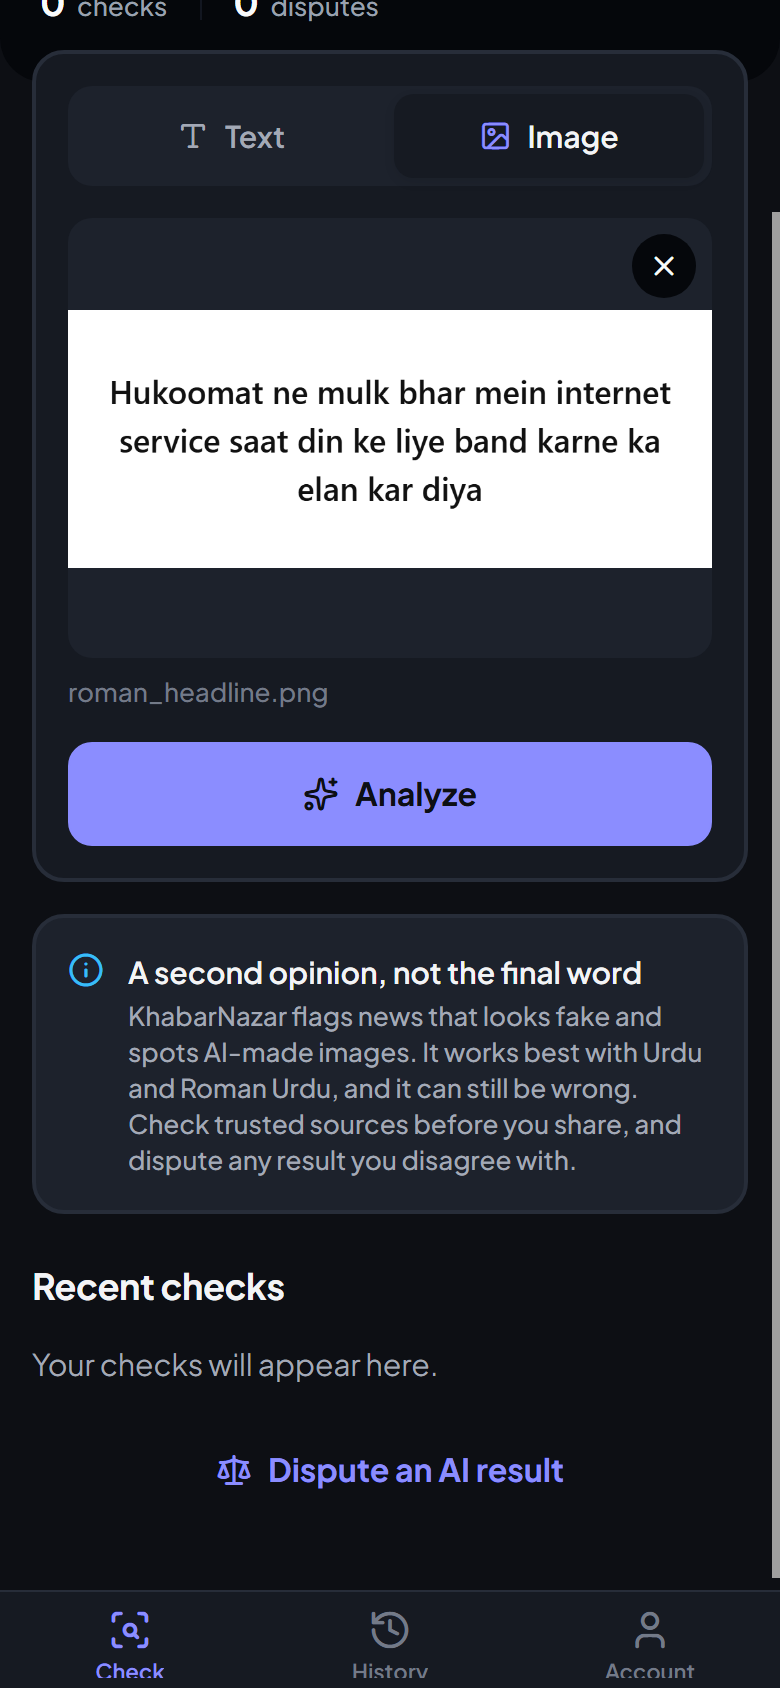 0 checks 0 disputes
Text Image
Hukoomat ne mulk bhar mein internet
service saat din ke liye band karne ka
elan kar diya
roman_headline.png
Analyze
A second opinion, not the final word
KhabarNazar flags news that looks fake and
spots AI-made images. It works best with Urdu
and Roman Urdu, and it can still be wrong.
Check trusted sources before you share, and
dispute any result you disagree with.
Recent checks
Your checks will appear here.
Dispute an AI result
Check History Account